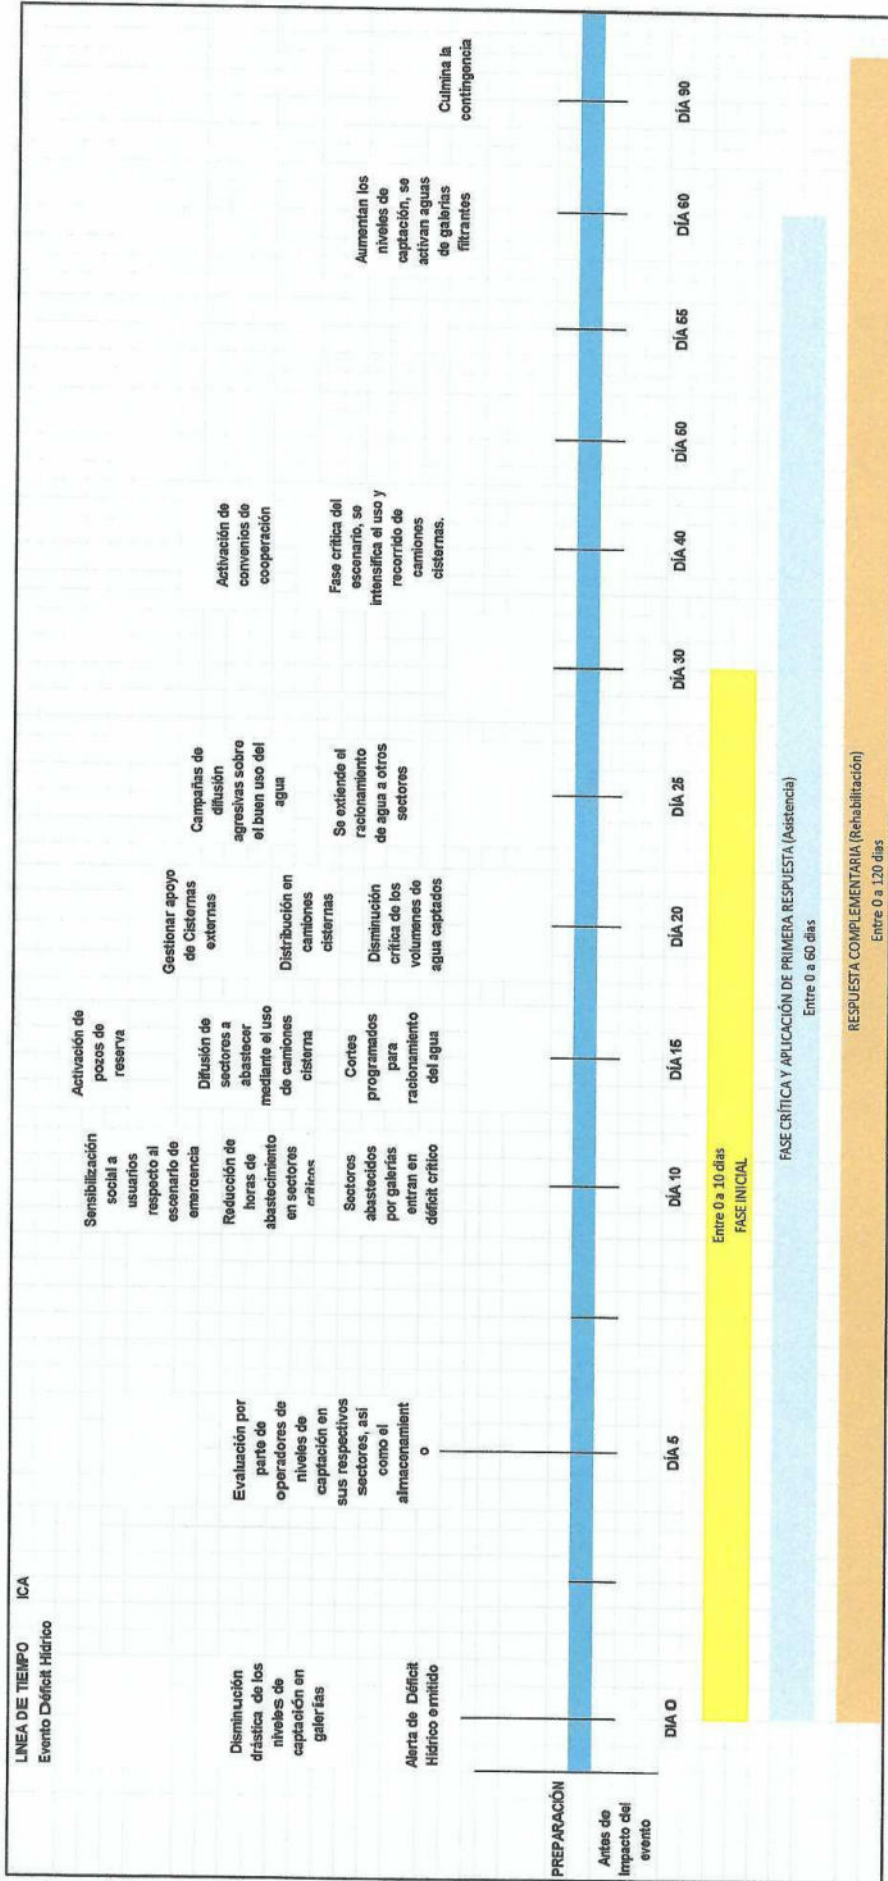 LINEA DE TIEMPO ICA
Evento Déficit Hídrico
Disminución
drástica de los
niveles de
captación en
galerías
Alerta de Déficit
Hídrico emitido
Evaluación por
parte de
operadores de
niveles de
captación en
sus respectivos
sectores, así
como el
almacenamient
o
Sensibilización
social a
usuarios
respecto al
escenario de
emergencia
Reducción de
horas de
abastecimiento
en sectores
críticos
Sectores
abastecidos
por galerías
entran en
déficit crítico
Activación de
pozos de
reserva
Difusión de
sectores a
abastecer
mediante el uso
de camiones
cisterna
Cortes
programados
para
racionamiento
del agua
Gestionar apoyo
de Cisternas
externas
Distribución en
camiones
cisternas
Disminución
crítica de los
volumenes de
agua captados
Campañas de
difusión
agresivas sobre
el buen uso del
agua
Se extiende el
racionamiento
de agua a otros
sectores
Activación de
convenios de
cooperación
Fase crítica del
escenario, se
intensifica el uso y
recorrido de
camiones
cisternas.
Aumentan los
niveles de
captación, se
activan aguas
de galerías
filtrantes
Culmina la
contingencia
PREPARACIÓN
Antes de
Impacto del
evento
DIA O
DÍA 5
DÍA 10
DÍA 15
DÍA 20
DÍA 25
DÍA 30
DÍA 40
DÍA 60
DÍA 55
DÍA 60
DÍA 90
Entre 0 a 10 dias
FASE INICIAL
FASE CRÍTICA Y APLICACIÓN DE PRIMERA RESPUESTA (Asistencia)
Entre 0 a 60 dias
RESPUESTA COMPLEMENTARIA (Rehabilitación)
Entre 0 a 120 dias